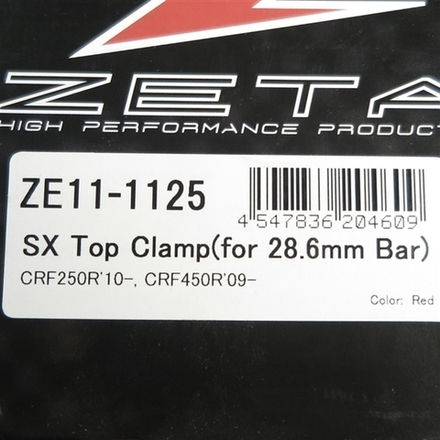 ZETA
HIGH PERFORMANCE PRODUCT
ZE11-1125
4 547836 204609
SX Top Clamp(for 28.6mm Bar)
CRF250R'10-, CRF450R'09-
Color: Red